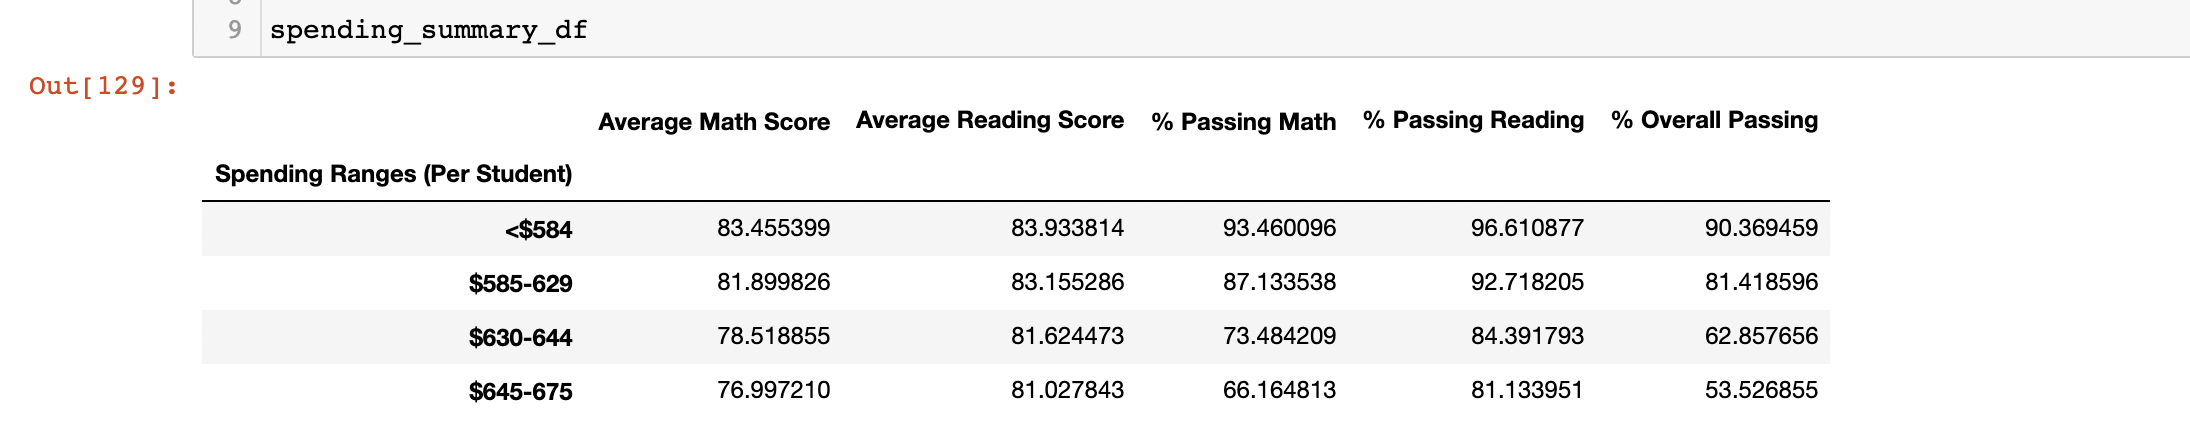 9 spending_summary_df
Out[129]:
Average Math Score Average Reading Score % Passing Math % Passing Reading % Overall Passing
Spending Ranges (Per Student)
<$584 83.455399 83.933814 93.460096 96.610877 90.369459
$585-629 81.899826 83.155286 87.133538 92.718205 81.418596
$630-644 78.518855 81.624473 73.484209 84.391793 62.857656
$645-675 76.997210 81.027843 66.164813 81.133951 53.526855